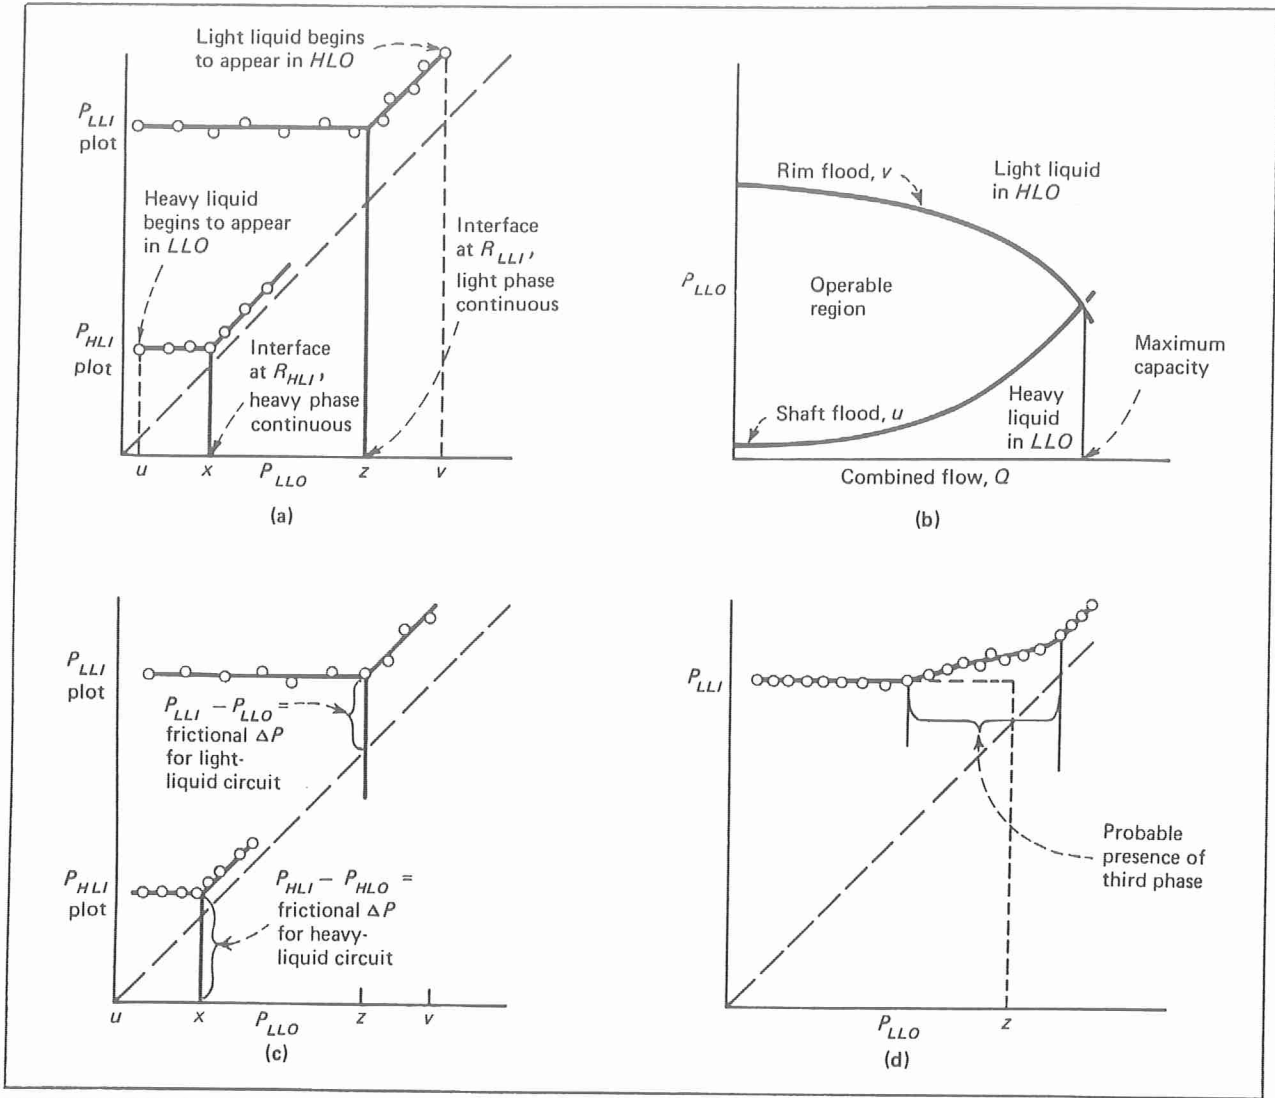 Light liquid begins
to appear in HLO
P_LLI
plot
Heavy liquid
begins to appear
in LLO
Interface
at R_LLI,
light phase
continuous
P_HLI
plot
Interface
at R_HLI,
heavy phase
continuous
u
x
P_LLO
z
v
(a)
Rim flood, v
Light liquid
in HLO
P_LLO
Operable
region
Maximum
capacity
Shaft flood, u
Heavy
liquid
in LLO
Combined flow, Q
(b)
P_LLI
plot
P_LLI – P_LLO =
frictional ΔP
for light-
liquid circuit
P_HLI
plot
P_HLI – P_HLO =
frictional ΔP
for heavy-
liquid circuit
u
x
P_LLO
z
v
(c)
P_LLI
Probable
presence of
third phase
P_LLO
z
(d)